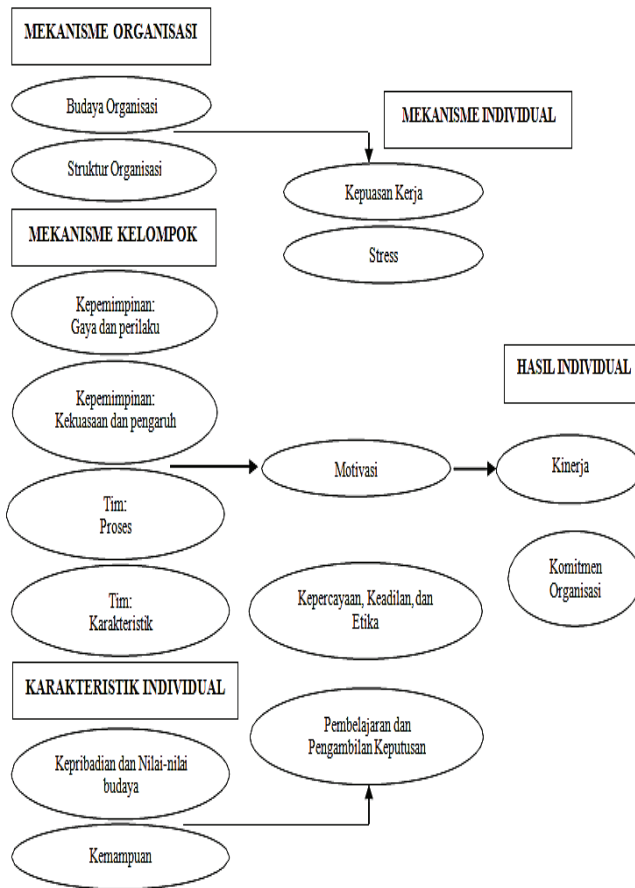 MEKANISME ORGANISASI
Budaya Organisasi
Struktur Organisasi
MEKANISME KELOMPOK
Kepemimpinan:
Gaya dan perilaku
Kepemimpinan:
Kekuasaan dan pengaruh
Tim:
Proses
Tim:
Karakteristik
KARAKTERISTIK INDIVIDUAL
Kepribadian dan Nilai-nilai
budaya
Kemampuan
MEKANISME INDIVIDUAL
Kepuasan Kerja
Stress
Motivasi
Kepercayaan, Keadilan, dan
Etika
Pembelajaran dan
Pengambilan Keputusan
HASIL INDIVIDUAL
Kinerja
Komitmen
Organisasi